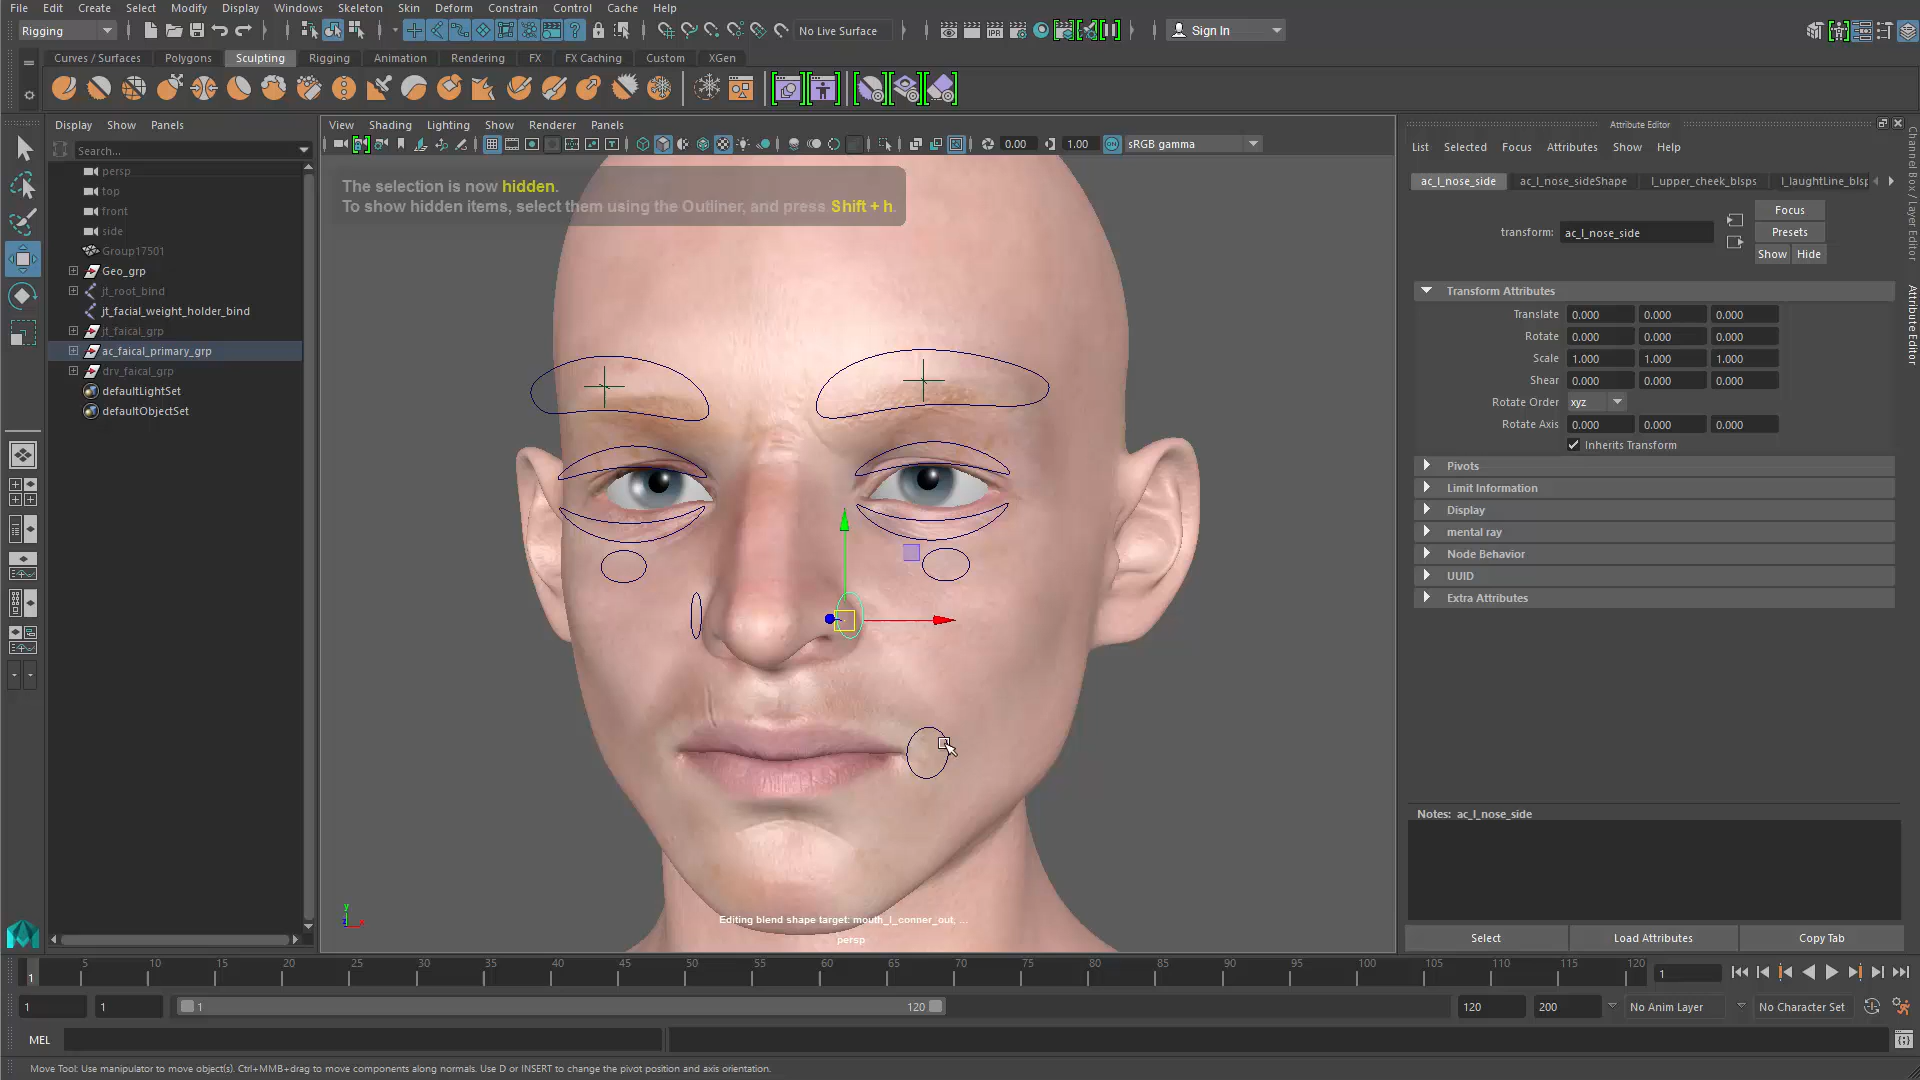 File Edit Create Select Modify Display Windows Skeleton Skin Deform Constrain Control Cache Help
Rigging
No Live Surface
Sign In
Curves / Surfaces Polygons Sculpting Rigging Animation Rendering FX FX Caching Custom XGen
Display Show Panels
Search...
persp
top
front
side
Group17501
Geo_grp
jt_root_bind
jt_facial_weight_holder_bind
jt_faical_grp
ac_faical_primary_grp
drv_faical_grp
defaultLightSet
defaultObjectSet
View Shading Lighting Show Renderer Panels
IPR
0.00 1.00 sRGB gamma
ON
The selection is now hidden.
To show hidden items, select them using the Outliner, and press Shift + h.
Editing blend shape target: mouth_l_conner_out, ...
persp
y
x
Attribute Editor
List Selected Focus Attributes Show Help
ac_l_nose_side ac_l_nose_sideShape l_upper_cheek_blsps l_laughtLine_blsp
transform: ac_l_nose_side
Focus
Presets
Show Hide
Transform Attributes
Translate 0.000 0.000 0.000
Rotate 0.000 0.000 0.000
Scale 1.000 1.000 1.000
Shear 0.000 0.000 0.000
Rotate Order xyz
Rotate Axis 0.000 0.000 0.000
Inherits Transform
Pivots
Limit Information
Display
mental ray
Node Behavior
UUID
Extra Attributes
Notes: ac_l_nose_side
Select Load Attributes Copy Tab
Channel Box / Layer Editor
Attribute Editor
1 5 10 15 20 25 30 35 40 45 50 55 60 65 70 75 80 85 90 95 100 105 110 115 120
1
1 1 1 120 120 200 No Anim Layer No Character Set
MEL
Move Tool: Use manipulator to move object(s). Ctrl+MMB+drag to move components along normals. Use D or INSERT to change the pivot position and axis orientation.